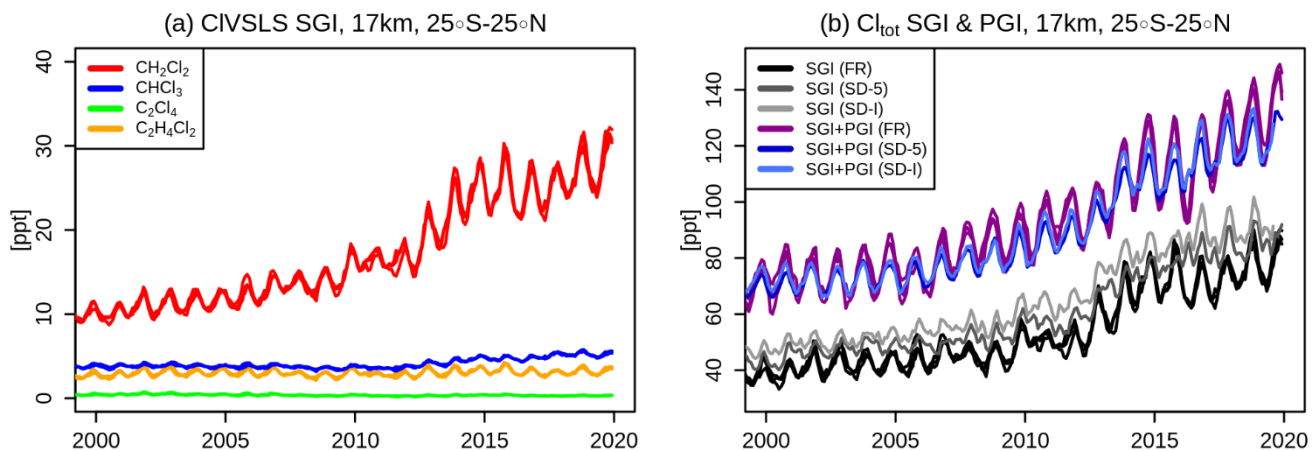 (a) ClVSLS SGI, 17km, 25∘S-25∘N
[ppt]
40
30
20
10
0
CH₂Cl₂
CHCl₃
C₂Cl₄
C₂H₄Cl₂
2000 2005 2010 2015 2020
(b) Cl_tot SGI & PGI, 17km, 25∘S-25∘N
[ppt]
140
120
100
80
60
40
SGI (FR)
SGI (SD-5)
SGI (SD-I)
SGI+PGI (FR)
SGI+PGI (SD-5)
SGI+PGI (SD-I)
2000 2005 2010 2015 2020